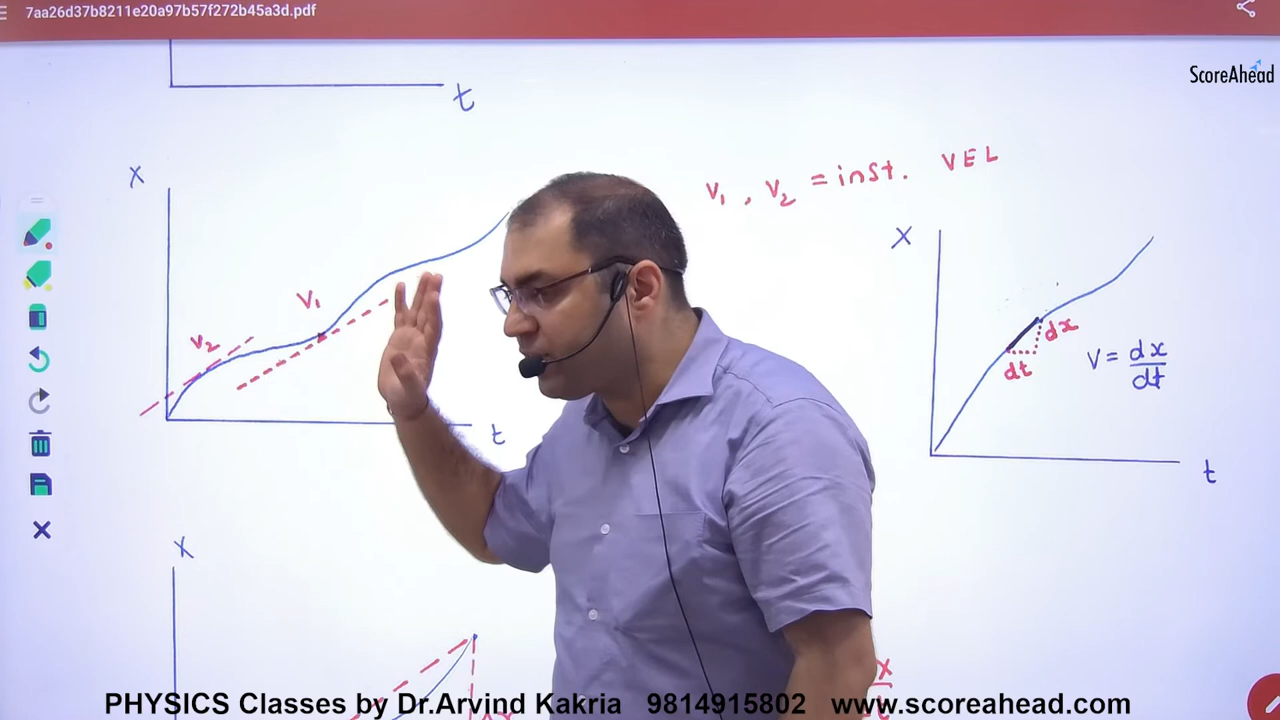 7aa26d37b8211e20a97b57f272b45a3d.pdf
ScoreAhead
t
x
V1
V2
t
V1 , V2 = inst. VEL
x
dx
dt
V = dx/dt
t
x
x
PHYSICS Classes by Dr.Arvind Kakria 9814915802 www.scoreahead.com